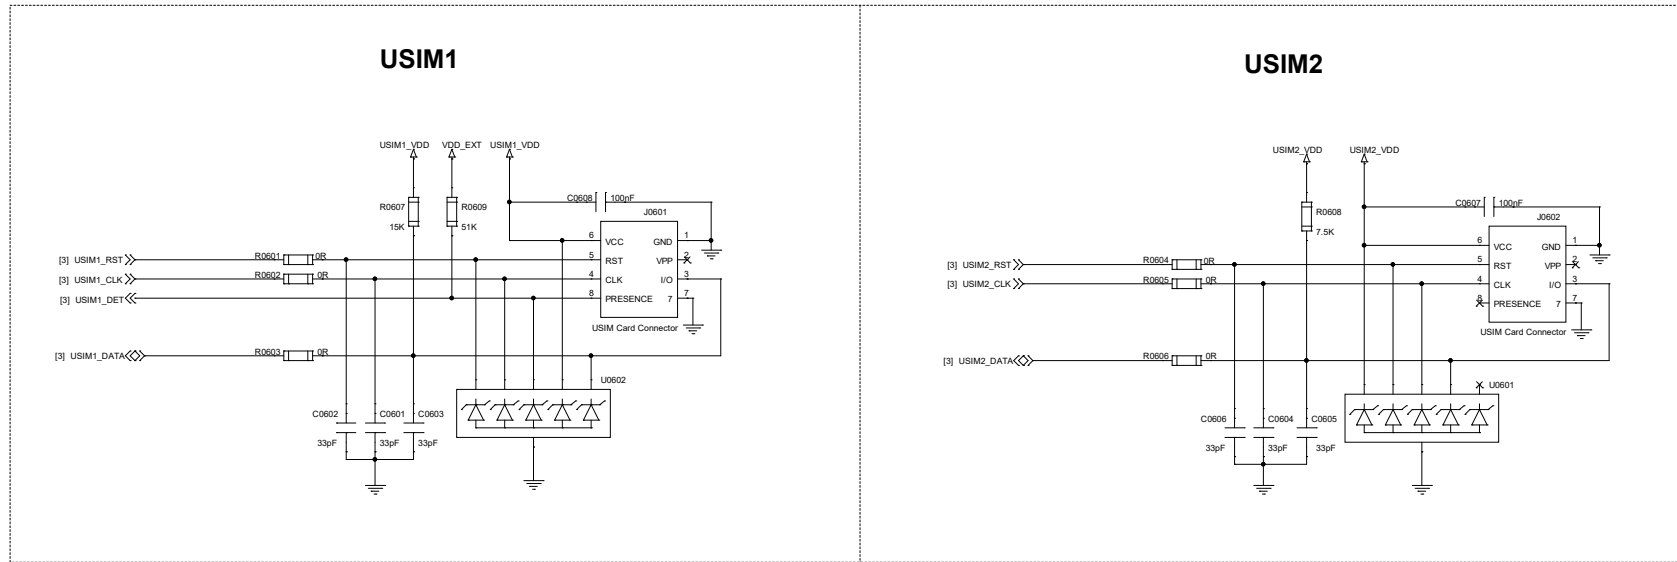 USIM1
USIM1_VDD VDD_EXT USIM1_VDD
C0608 100nF
R0607 R0609 J0601
15K 51K
6 VCC GND 1
[3] USIM1_RST R0601 0R 5 RST VPP 2
[3] USIM1_CLK R0602 0R 4 CLK I/O 3
[3] USIM1_DET 8 PRESENCE 7 7
USIM Card Connector
[3] USIM1_DATA R0603 0R
U0602
C0602 C0601 C0603
33pF 33pF 33pF
USIM2
USIM2_VDD USIM2_VDD
C0607 100nF
R0608 J0602
7.5K
6 VCC GND 1
[3] USIM2_RST R0604 0R 5 RST VPP 2
[3] USIM2_CLK R0605 0R 4 CLK I/O 3
8 PRESENCE 7 7
USIM Card Connector
[3] USIM2_DATA R0606 0R
U0601
C0606 C0604 C0605
33pF 33pF 33pF